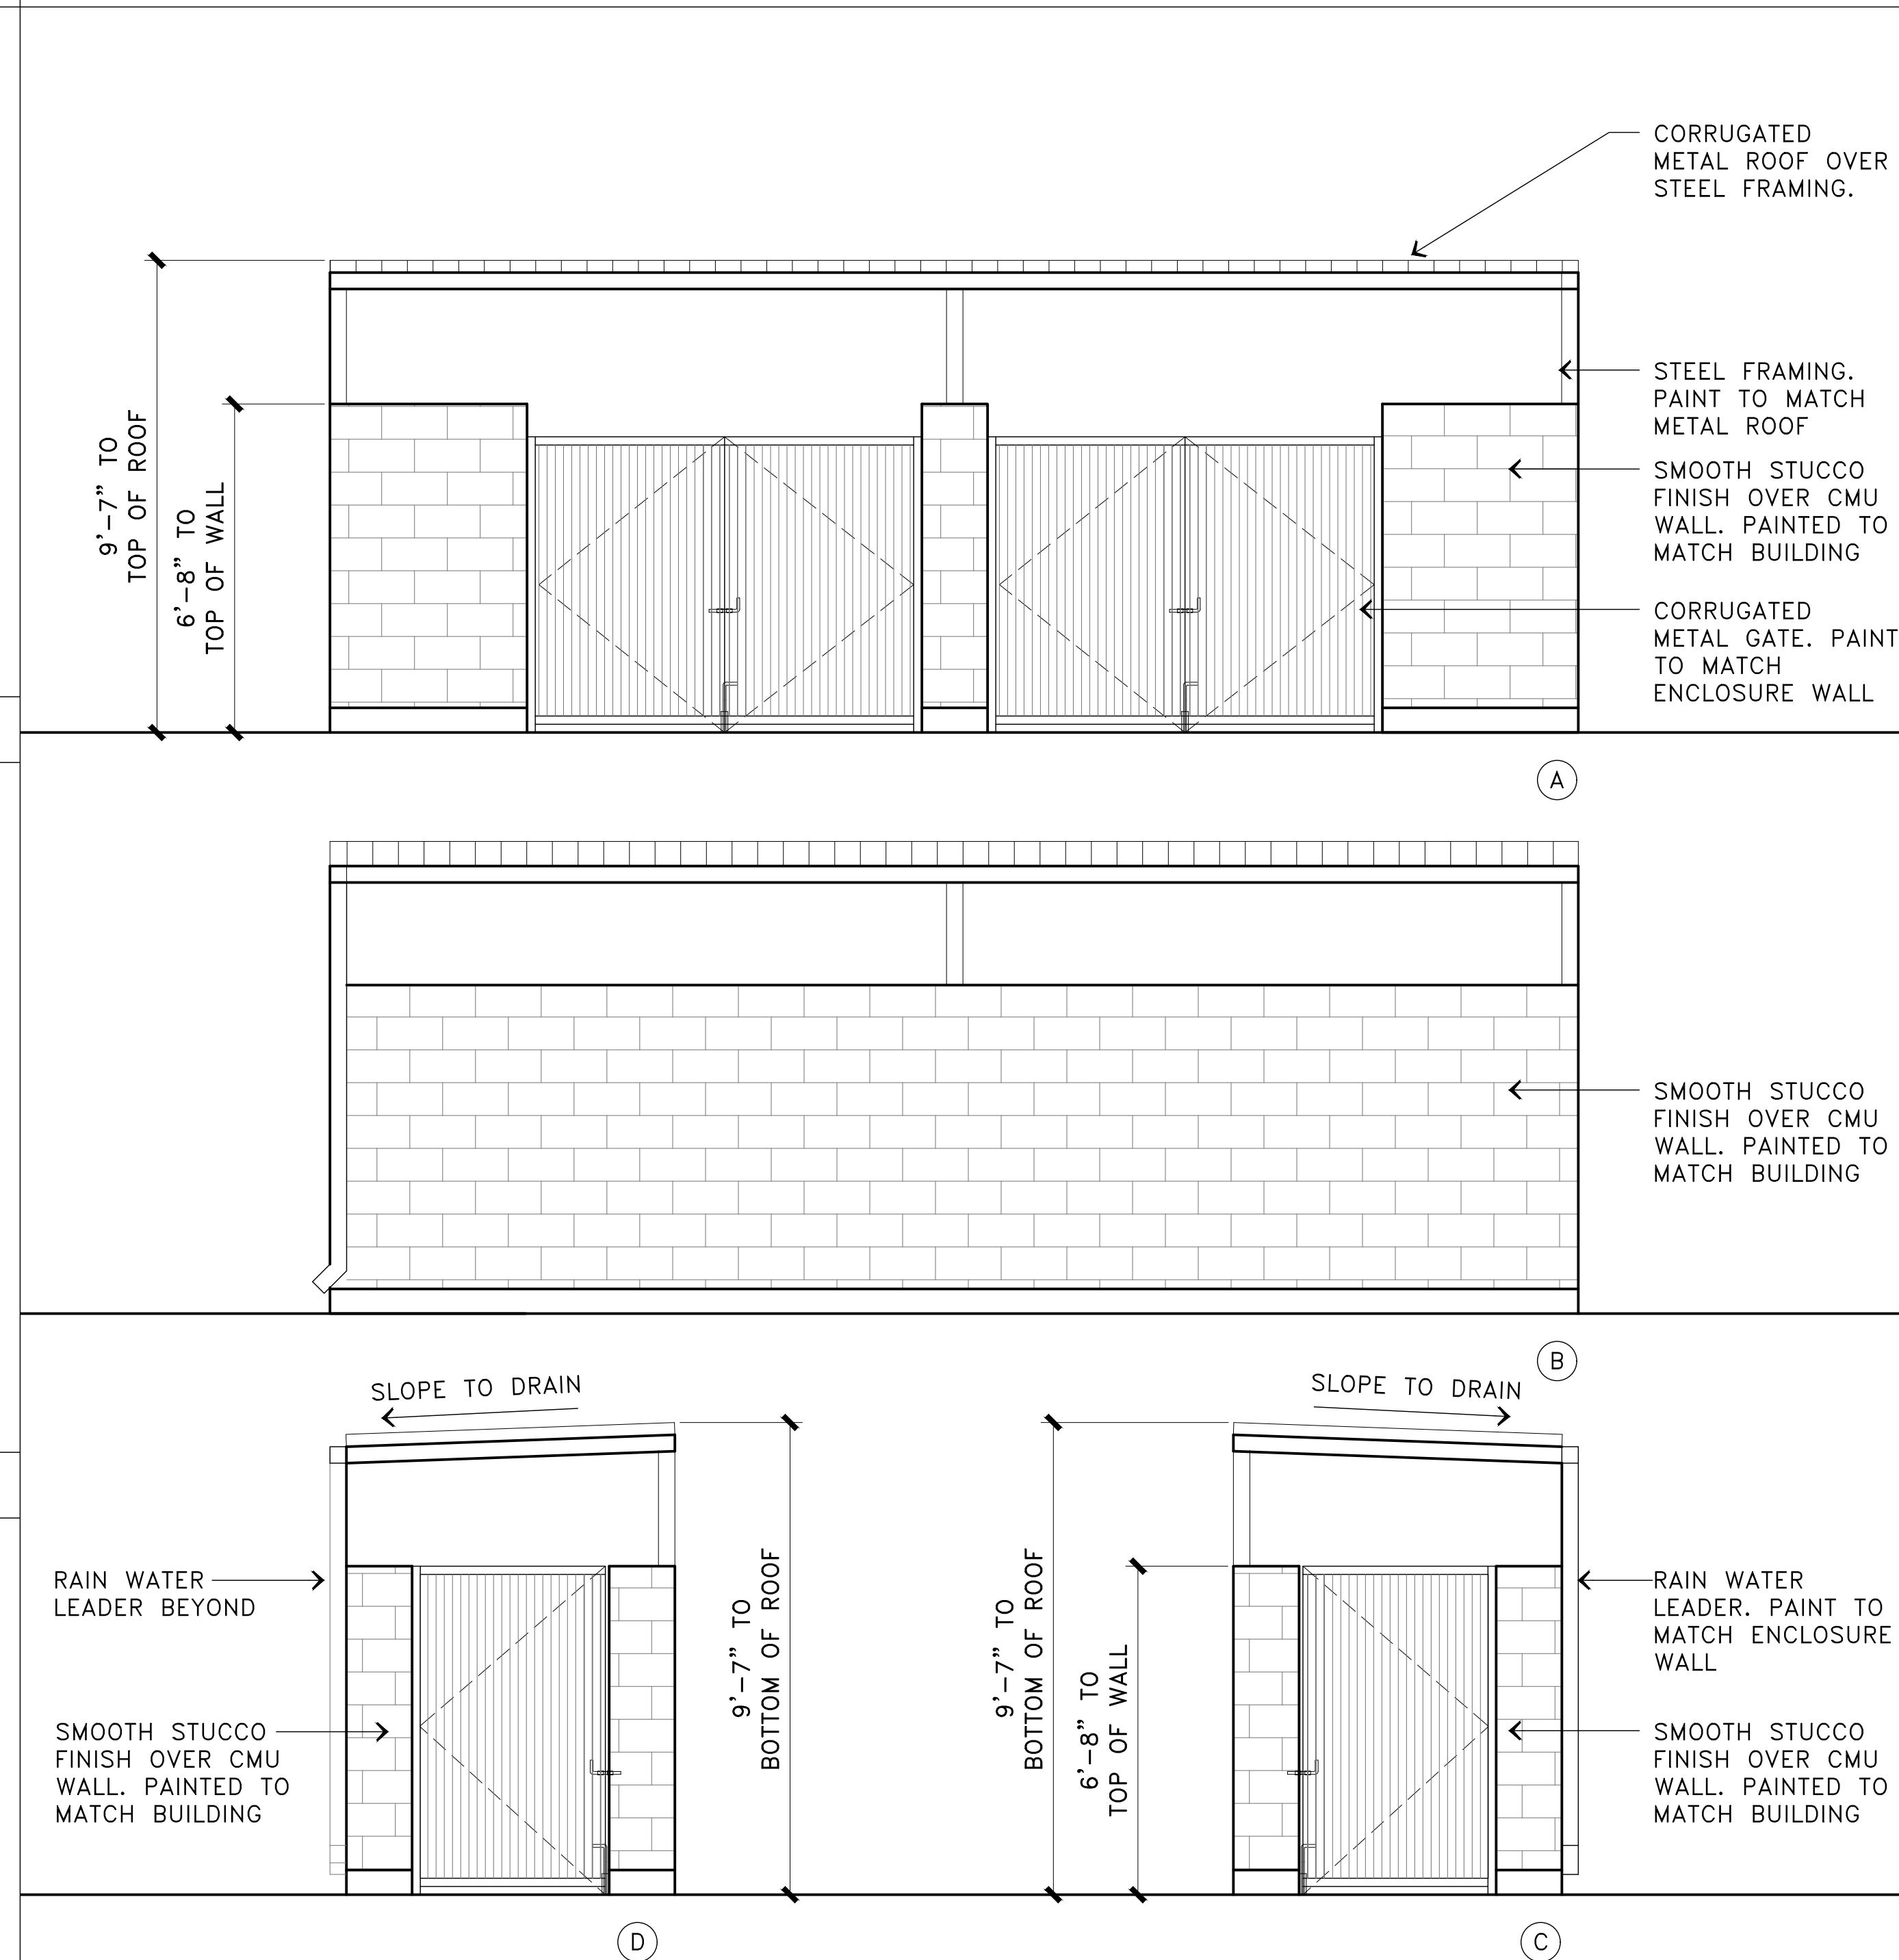 CORRUGATED
METAL ROOF OVER
STEEL FRAMING.
9'-7" TO
TOP OF ROOF
6'-8" TO
TOP OF WALL
STEEL FRAMING.
PAINT TO MATCH
METAL ROOF
SMOOTH STUCCO
FINISH OVER CMU
WALL. PAINTED TO
MATCH BUILDING
CORRUGATED
METAL GATE. PAINT
TO MATCH
ENCLOSURE WALL
A
SMOOTH STUCCO
FINISH OVER CMU
WALL. PAINTED TO
MATCH BUILDING
B
SLOPE TO DRAIN
RAIN WATER
LEADER BEYOND
SMOOTH STUCCO
FINISH OVER CMU
WALL. PAINTED TO
MATCH BUILDING
9'-7" TO
BOTTOM OF ROOF
D
SLOPE TO DRAIN
9'-7" TO
BOTTOM OF ROOF
6'-8" TO
TOP OF WALL
RAIN WATER
LEADER. PAINT TO
MATCH ENCLOSURE
WALL
SMOOTH STUCCO
FINISH OVER CMU
WALL. PAINTED TO
MATCH BUILDING
C